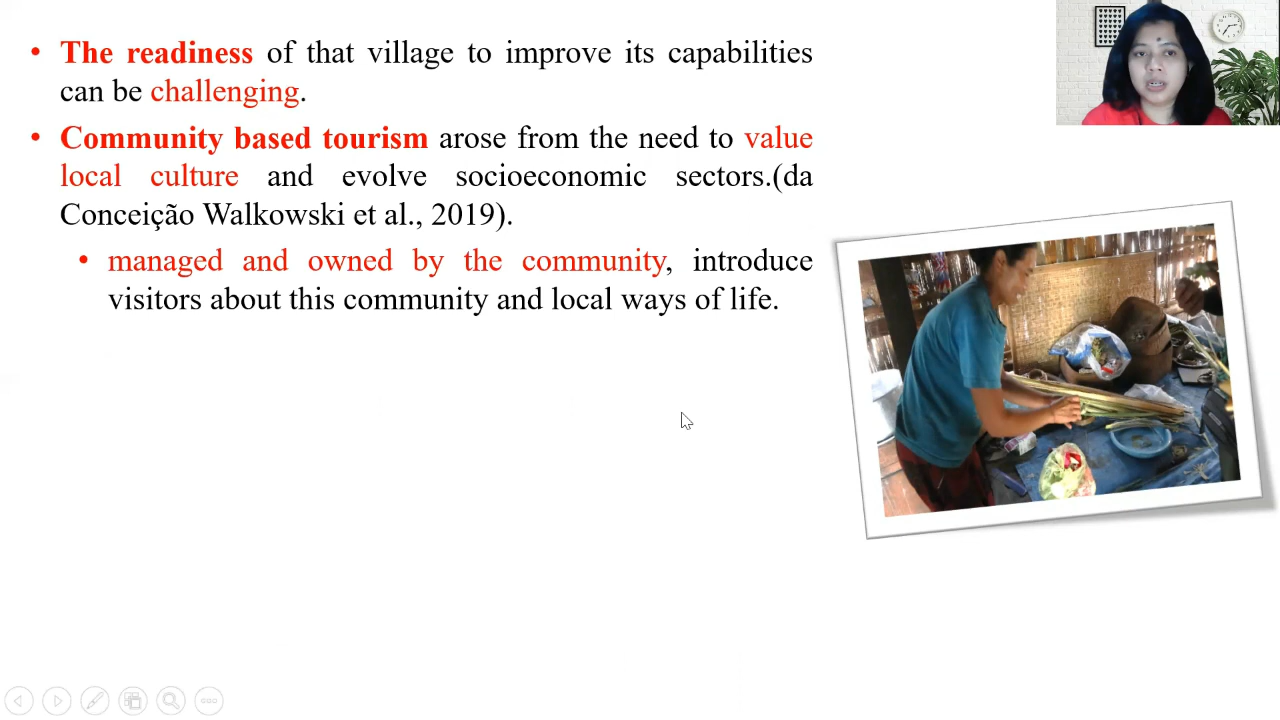 • The readiness of that village to improve its capabilities
can be challenging.
• Community based tourism arose from the need to value
local culture and evolve socioeconomic sectors.(da
Conceição Walkowski et al., 2019).
• managed and owned by the community, introduce
visitors about this community and local ways of life.